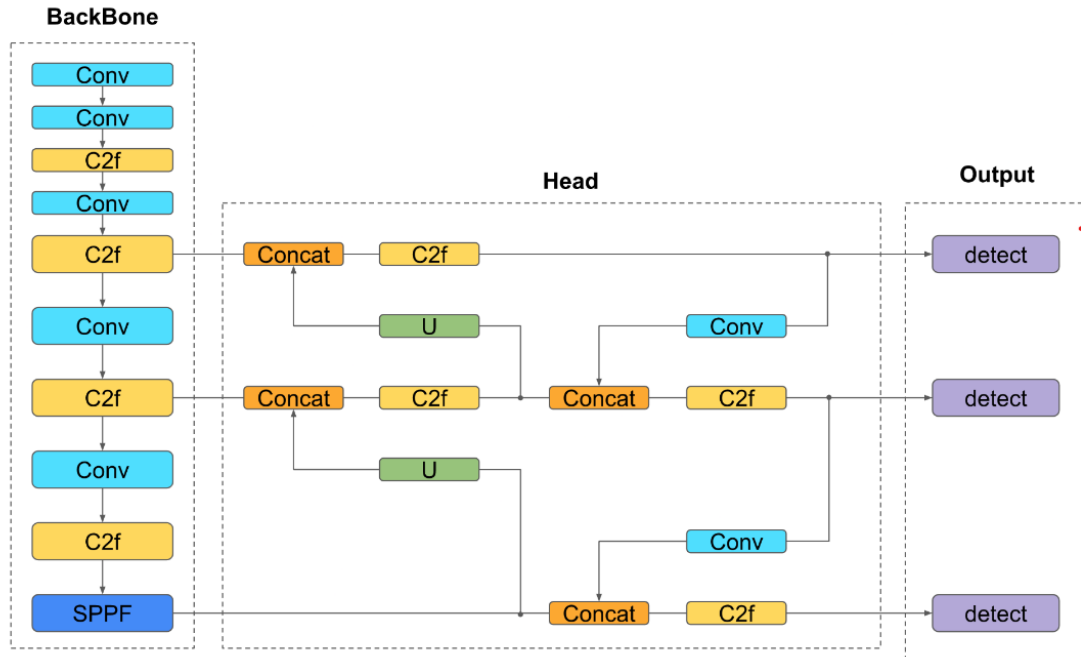 BackBone
Conv
Conv
C2f
Conv
C2f
Conv
C2f
Conv
C2f
SPPF
Head
Concat
C2f
U
Conv
Concat
C2f
Concat
C2f
U
Conv
Concat
C2f
Output
detect
detect
detect